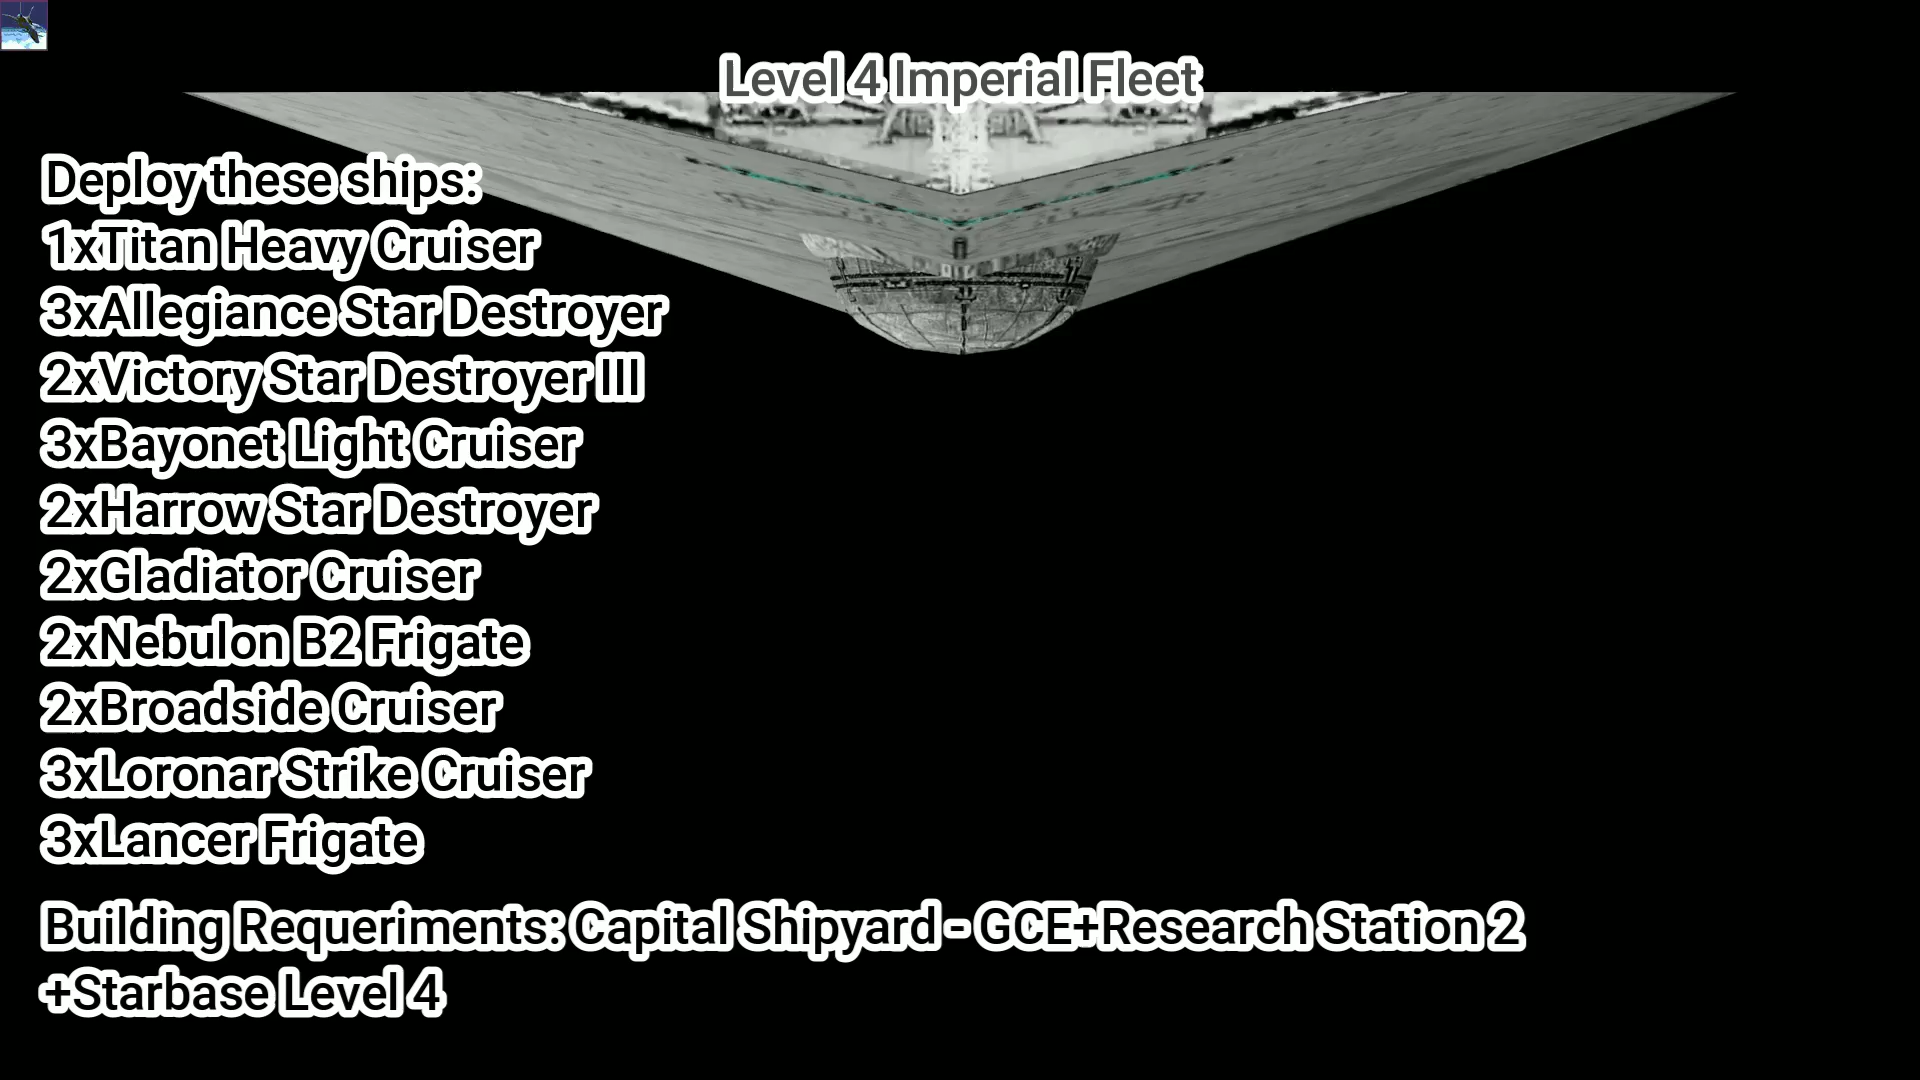 Level 4 Imperial Fleet
Deploy these ships:
1xTitan Heavy Cruiser
3xAllegiance Star Destroyer
2xVictory Star Destroyer III
3xBayonet Light Cruiser
2xHarrow Star Destroyer
2xGladiator Cruiser
2xNebulon B2 Frigate
2xBroadside Cruiser
3xLoronar Strike Cruiser
3xLancer Frigate
Building Requeriments: Capital Shipyard - GCE+Research Station 2
+Starbase Level 4